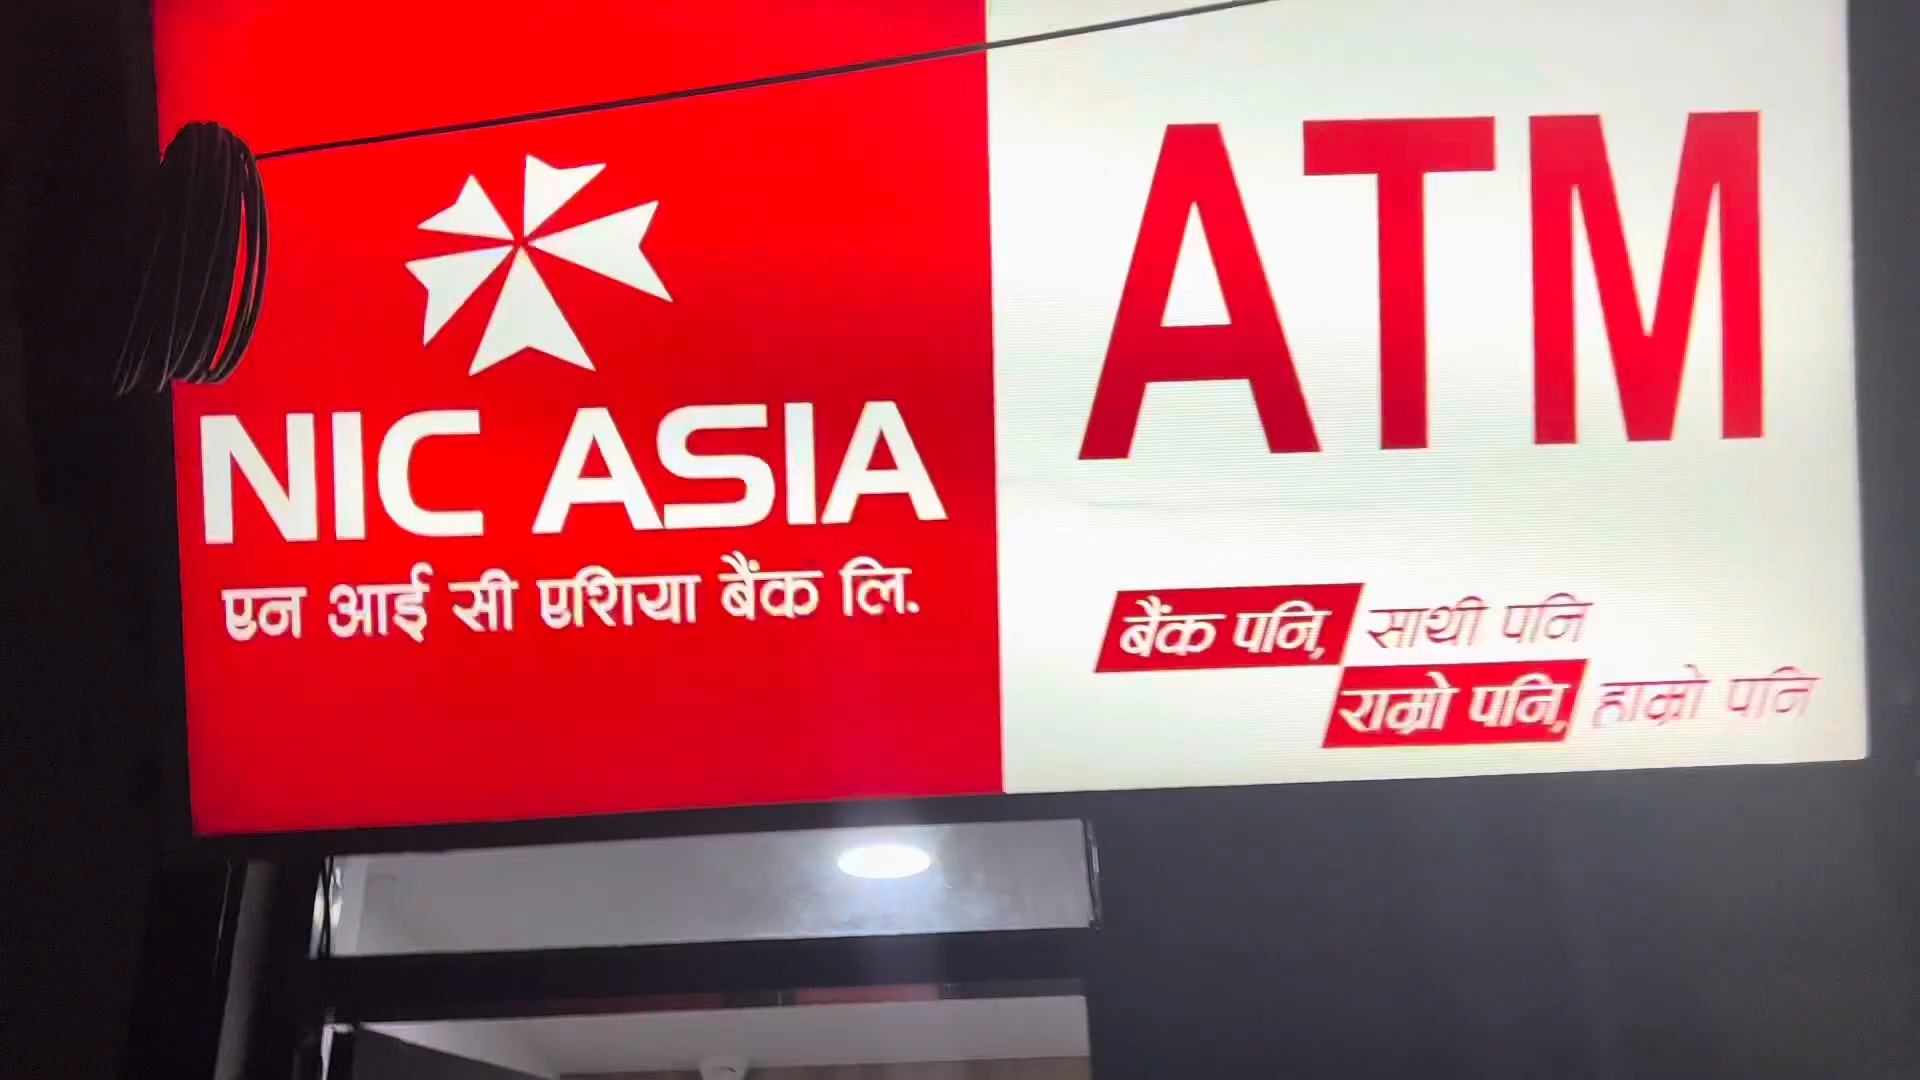 NIC ASIA
एन आई सी एशिया बैंक लि.
ATM
बैंक पनि, साथी पनि
राम्रो पनि, हाम्रो पनि